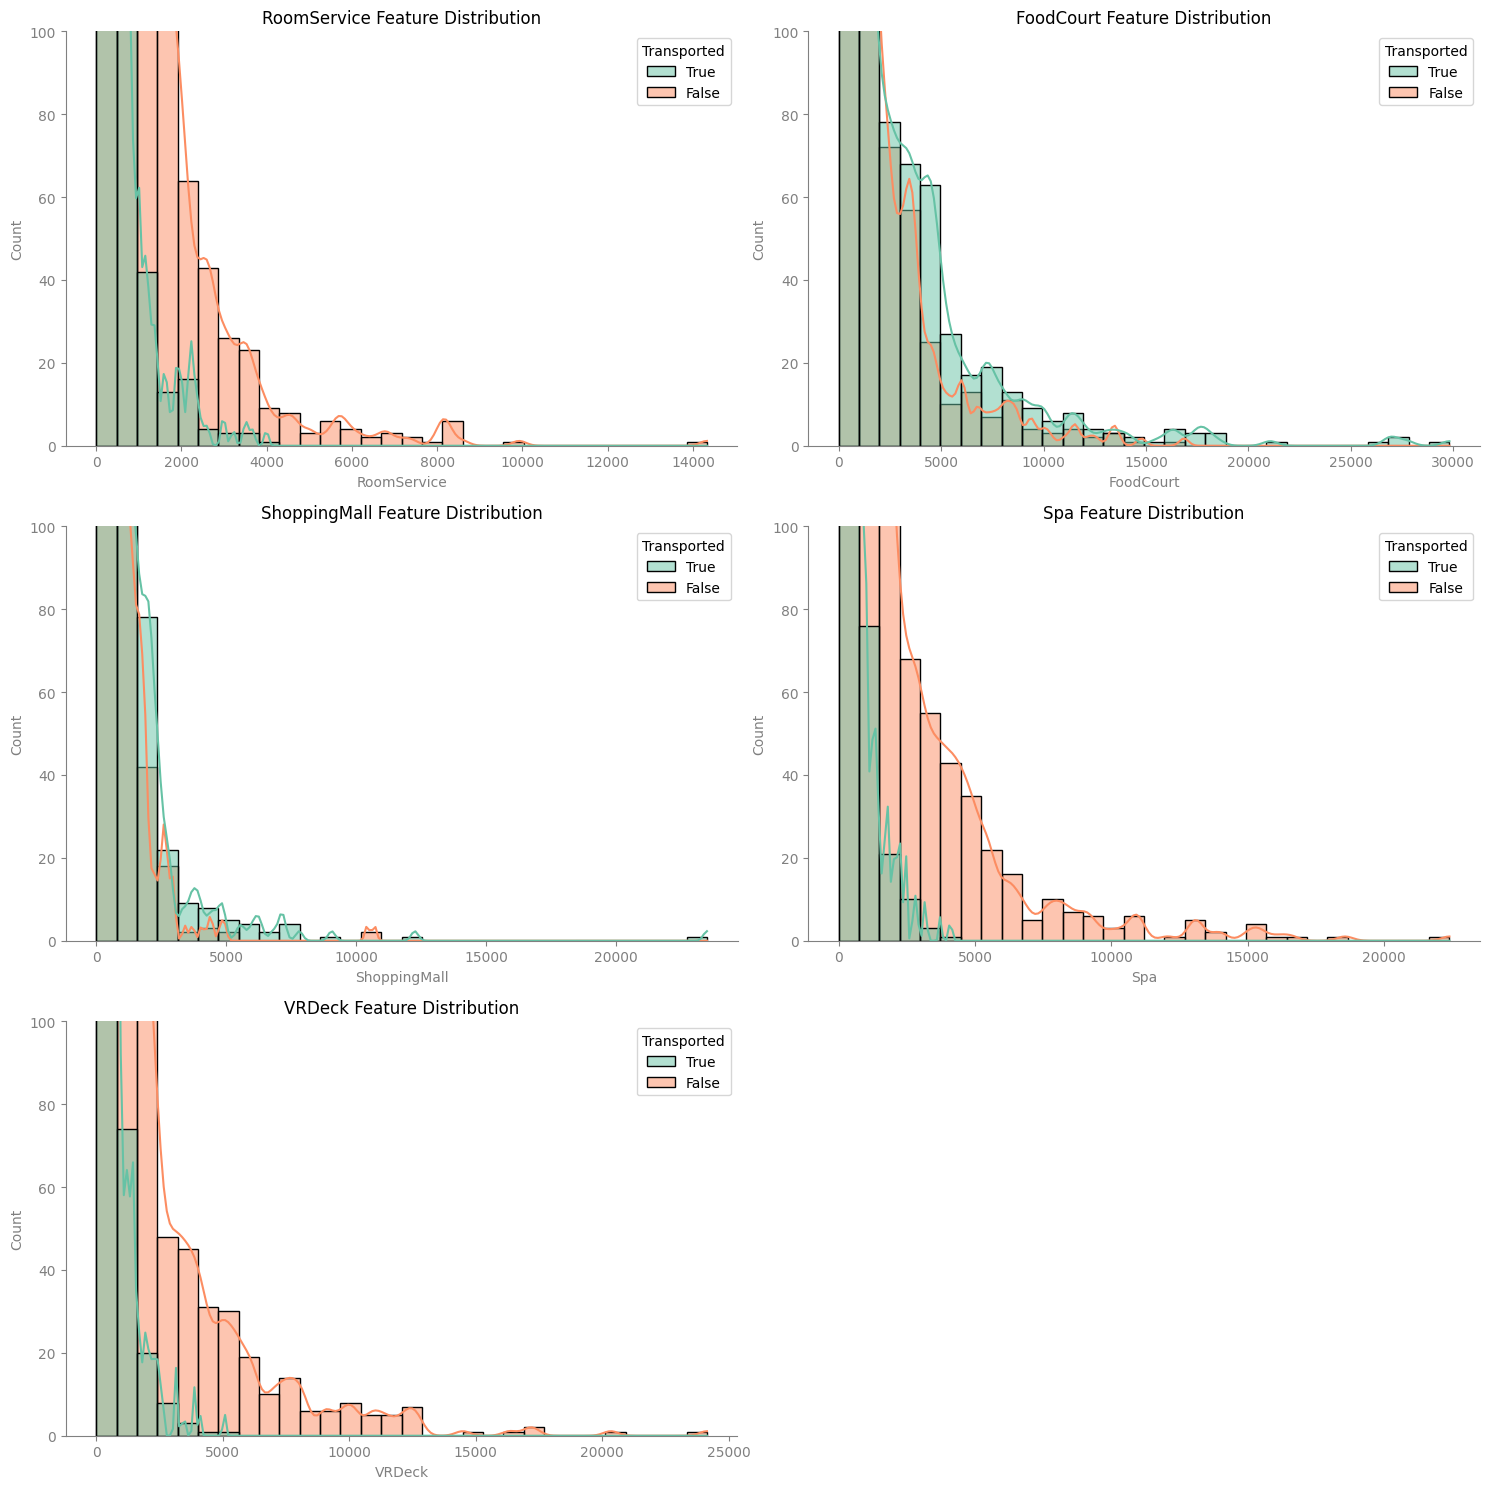 RoomService Feature Distribution
100
80
60
40
20
0
Count
0 2000 4000 6000 8000 10000 12000 14000
RoomService
Transported
True
False
FoodCourt Feature Distribution
100
80
60
40
20
0
Count
0 5000 10000 15000 20000 25000 30000
FoodCourt
Transported
True
False
ShoppingMall Feature Distribution
100
80
60
40
20
0
Count
0 5000 10000 15000 20000
ShoppingMall
Transported
True
False
Spa Feature Distribution
100
80
60
40
20
0
Count
0 5000 10000 15000 20000
Spa
Transported
True
False
VRDeck Feature Distribution
100
80
60
40
20
0
Count
0 5000 10000 15000 20000 25000
VRDeck
Transported
True
False